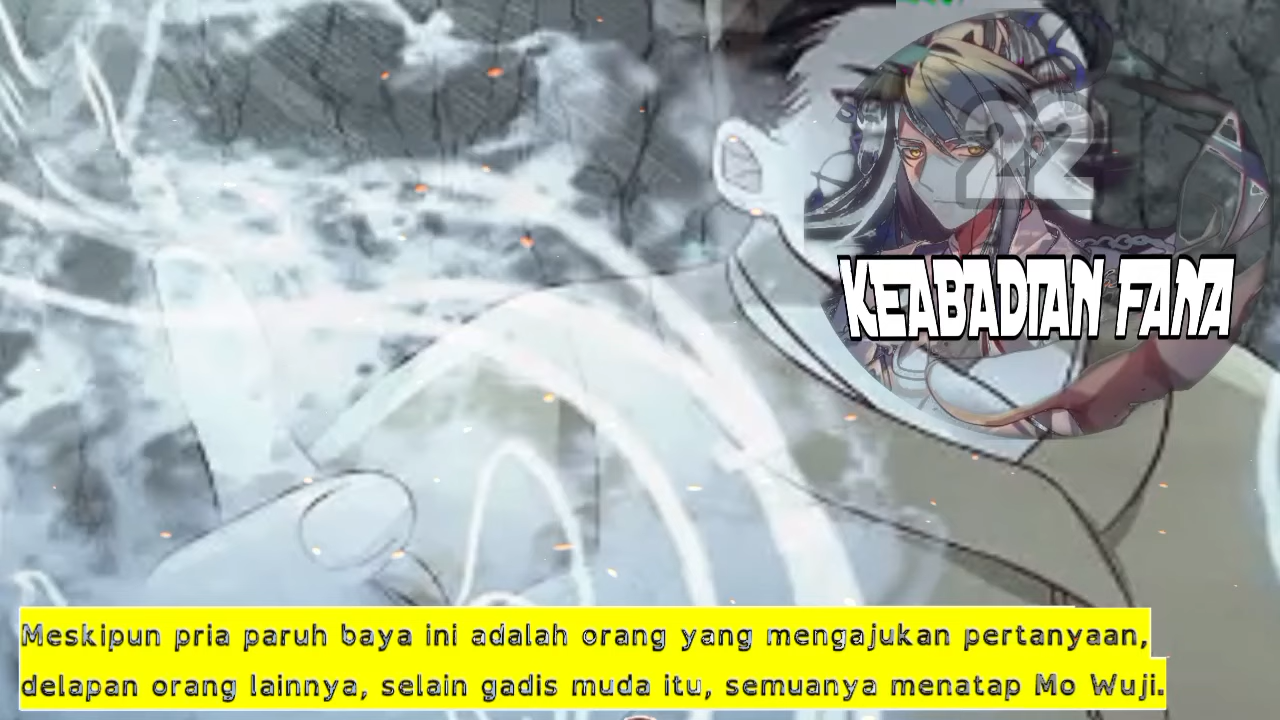 22
KEABADIAN FANA
Meskipun pria paruh baya ini adalah orang yang mengajukan pertanyaan,
delapan orang lainnya, selain gadis muda itu, semuanya menatap Mo Wuji.